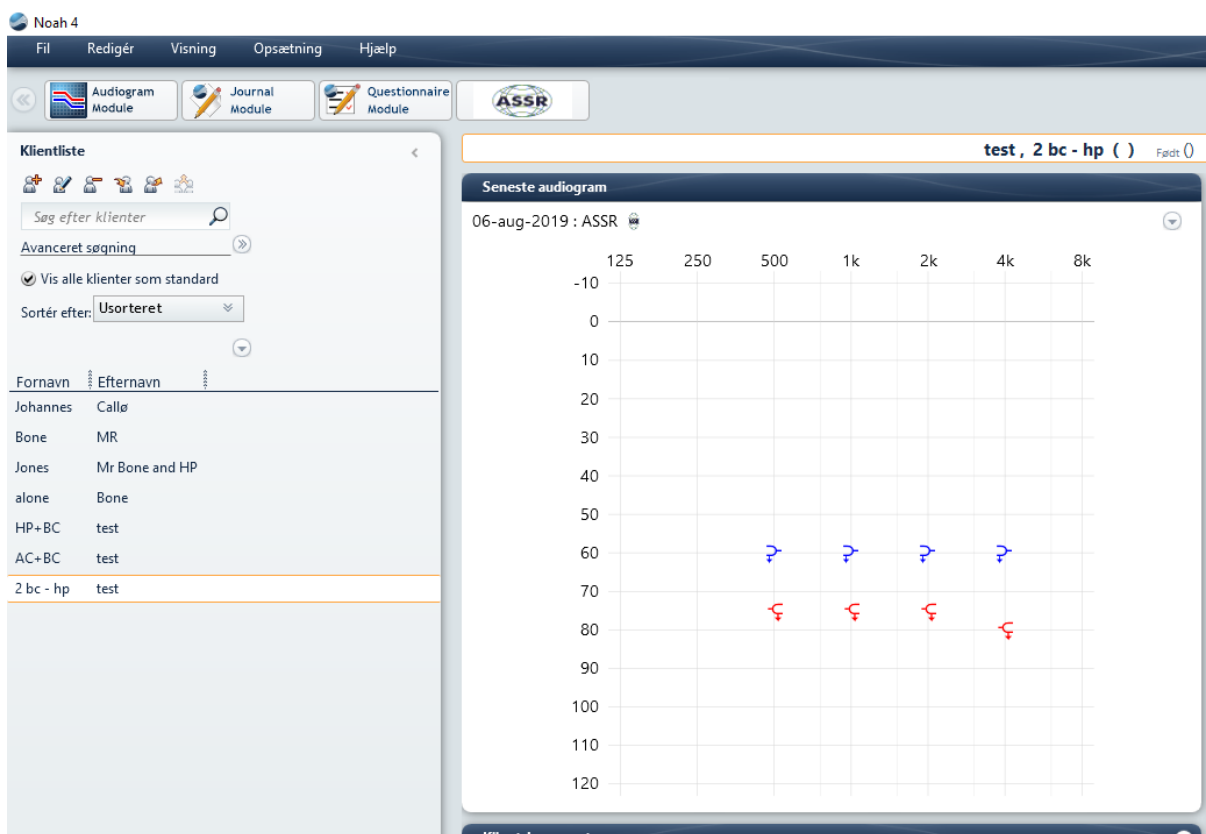 Noah 4
Fil Redigér Visning Opsætning Hjælp
Audiogram Module
Journal Module
Questionnaire Module
ASSR
Klientliste
Søg efter klienter
Avanceret søgning
Vis alle klienter som standard
Sortér efter: Usorteret
Fornavn Efternavn
Johannes Callø
Bone MR
Jones Mr Bone and HP
alone Bone
HP+BC test
AC+BC test
2 bc - hp test
test , 2 bc - hp ( ) Født ()
Seneste audiogram
06-aug-2019 : ASSR
125 250 500 1k 2k 4k 8k
-10
0
10
20
30
40
50
60
70
80
90
100
110
120